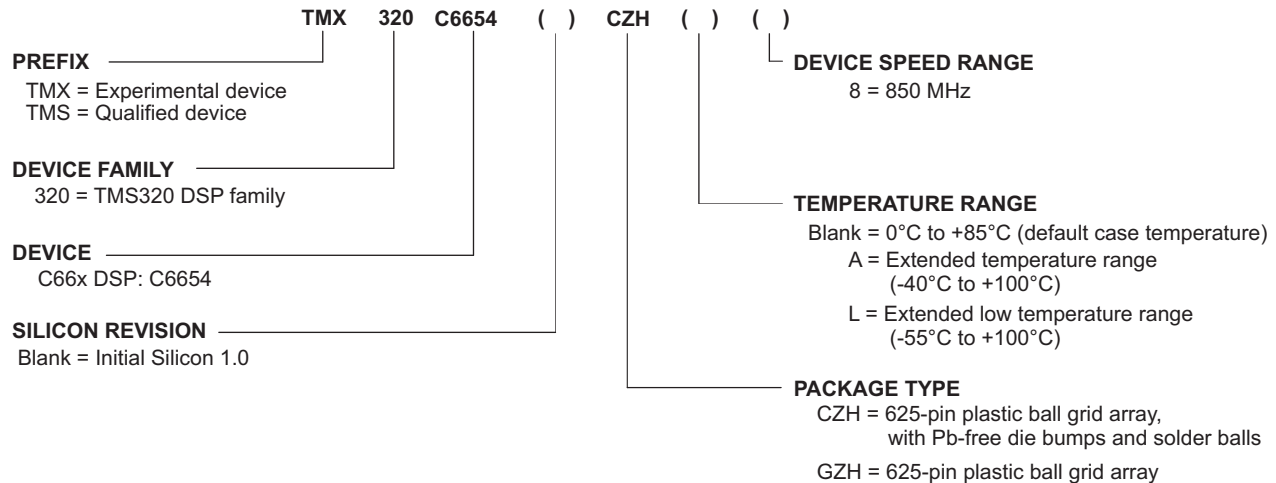 TMX 320 C6654 ( ) CZH ( ) ( )
PREFIX
TMX = Experimental device
TMS = Qualified device
DEVICE FAMILY
320 = TMS320 DSP family
DEVICE
C66x DSP: C6654
SILICON REVISION
Blank = Initial Silicon 1.0
DEVICE SPEED RANGE
8 = 850 MHz
TEMPERATURE RANGE
Blank = 0°C to +85°C (default case temperature)
A = Extended temperature range
(-40°C to +100°C)
L = Extended low temperature range
(-55°C to +100°C)
PACKAGE TYPE
CZH = 625-pin plastic ball grid array,
with Pb-free die bumps and solder balls
GZH = 625-pin plastic ball grid array